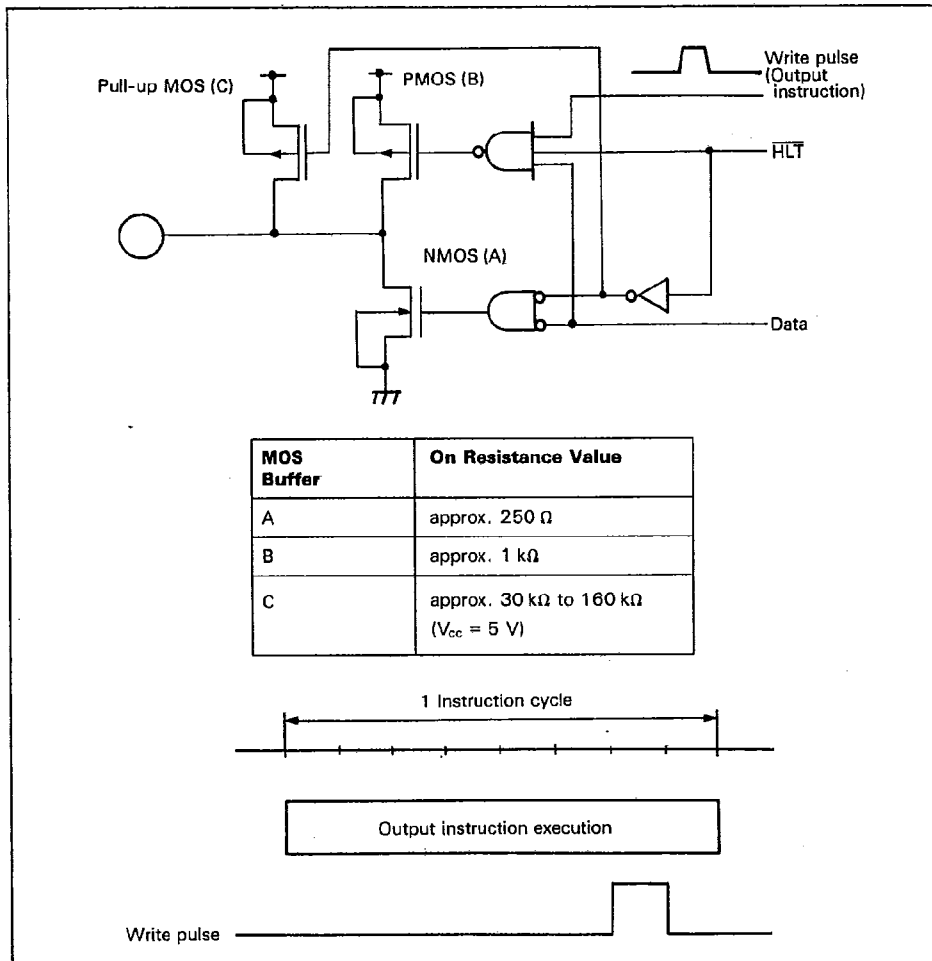 Write pulse
(Output
instruction)
Pull-up MOS (C)
PMOS (B)
HLT
NMOS (A)
Data
MOS
Buffer
On Resistance Value
A
approx. 250 Ω
B
approx. 1 kΩ
C
approx. 30 kΩ to 160 kΩ
(Vcc = 5 V)
1 Instruction cycle
Output instruction execution
Write pulse